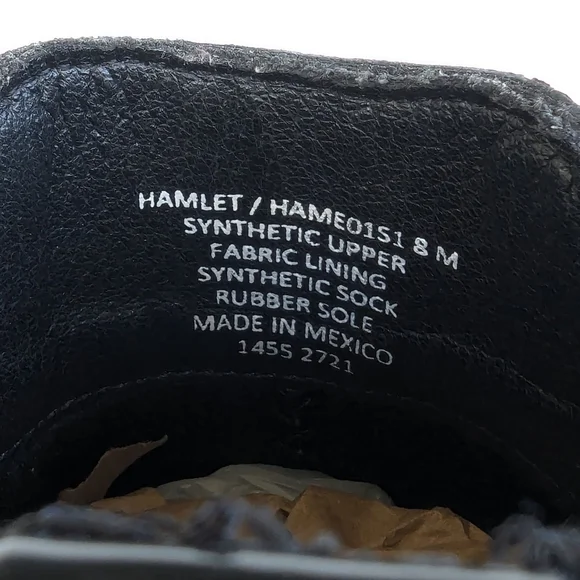 HAMLET / HAME01S1 8 M
SYNTHETIC UPPER
FABRIC LINING
SYNTHETIC SOCK
RUBBER SOLE
MADE IN MEXICO
1455 2721